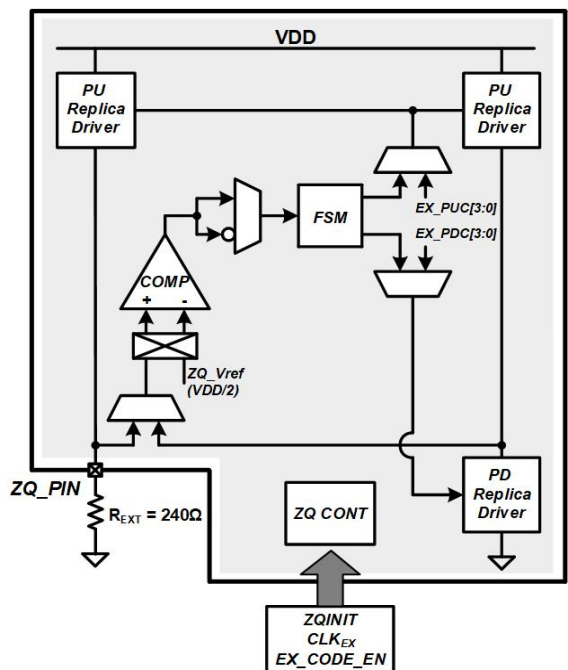 VDD
PU
Replica
Driver
PU
Replica
Driver
EX_PUC[3:0]
FSM
EX_PDC[3:0]
COMP
+ -
ZQ_Vref
(VDD/2)
ZQ_PIN
REXT = 240Ω
ZQ CONT
PD
Replica
Driver
ZQINIT
CLKEX
EX_CODE_EN